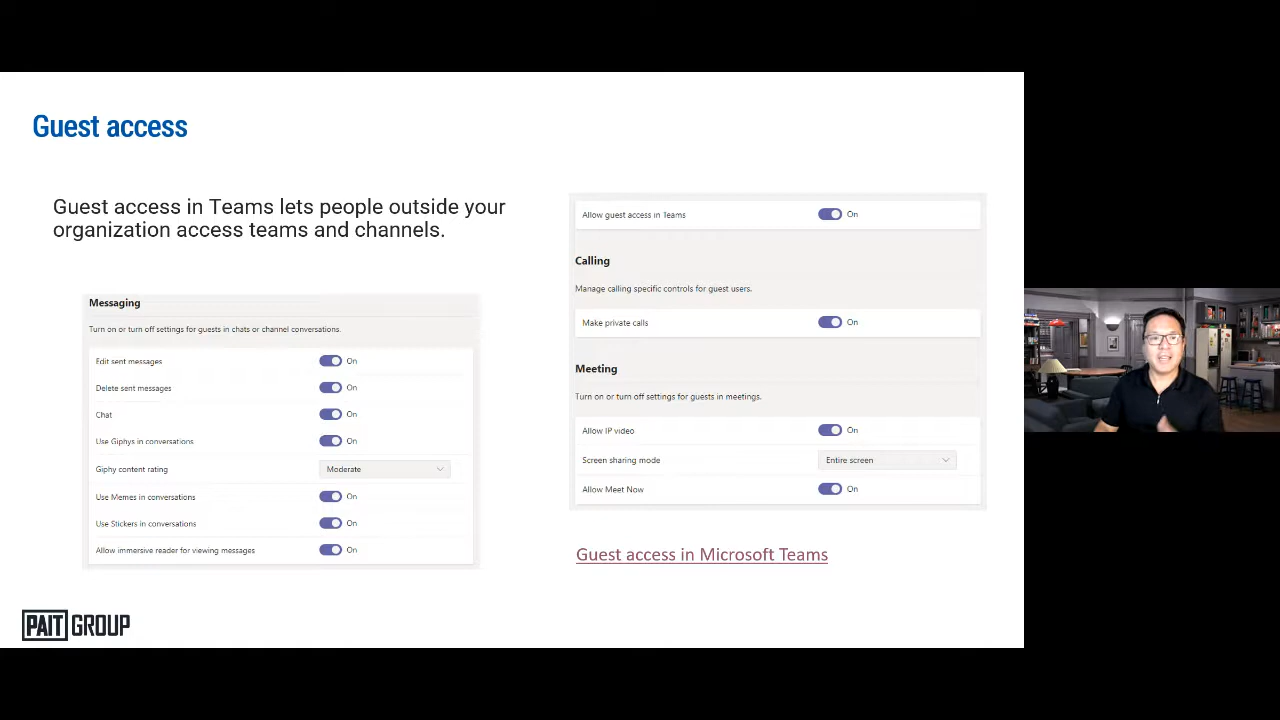 Guest access
Guest access in Teams lets people outside your
organization access teams and channels.
Messaging
Turn on or turn off settings for guests in chats or channel conversations.
Edit sent messages On
Delete sent messages On
Chat On
Use Giphys in conversations On
Giphy content rating Moderate
Use Memes in conversations On
Use Stickers in conversations On
Allow immersive reader for viewing messages On
Allow guest access in Teams On
Calling
Manage calling specific controls for guest users.
Make private calls On
Meeting
Turn on or turn off settings for guests in meetings.
Allow IP video On
Screen sharing mode Entire screen
Allow Meet Now On
Guest access in Microsoft Teams
PAIT GROUP